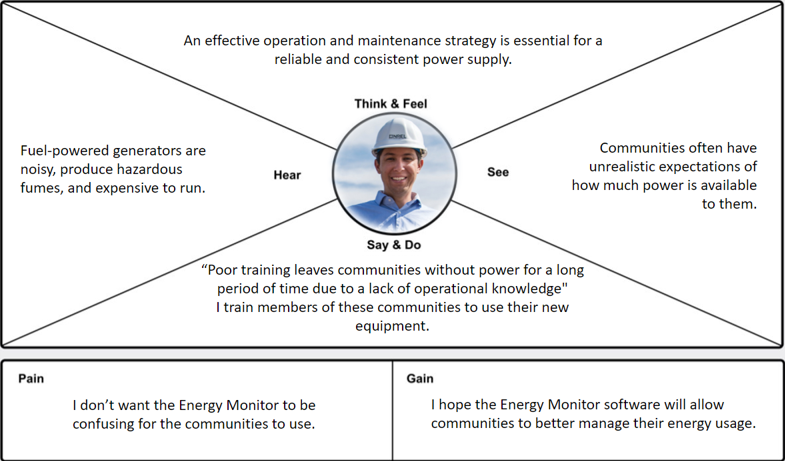 An effective operation and maintenance strategy is essential for a
reliable and consistent power supply.
Think & Feel
Fuel-powered generators are
noisy, produce hazardous
fumes, and expensive to run.
Hear
See
Communities often have
unrealistic expectations of
how much power is available
to them.
Say & Do
“Poor training leaves communities without power for a long
period of time due to a lack of operational knowledge"
I train members of these communities to use their new
equipment.
Pain
I don’t want the Energy Monitor to be
confusing for the communities to use.
Gain
I hope the Energy Monitor software will allow
communities to better manage their energy usage.